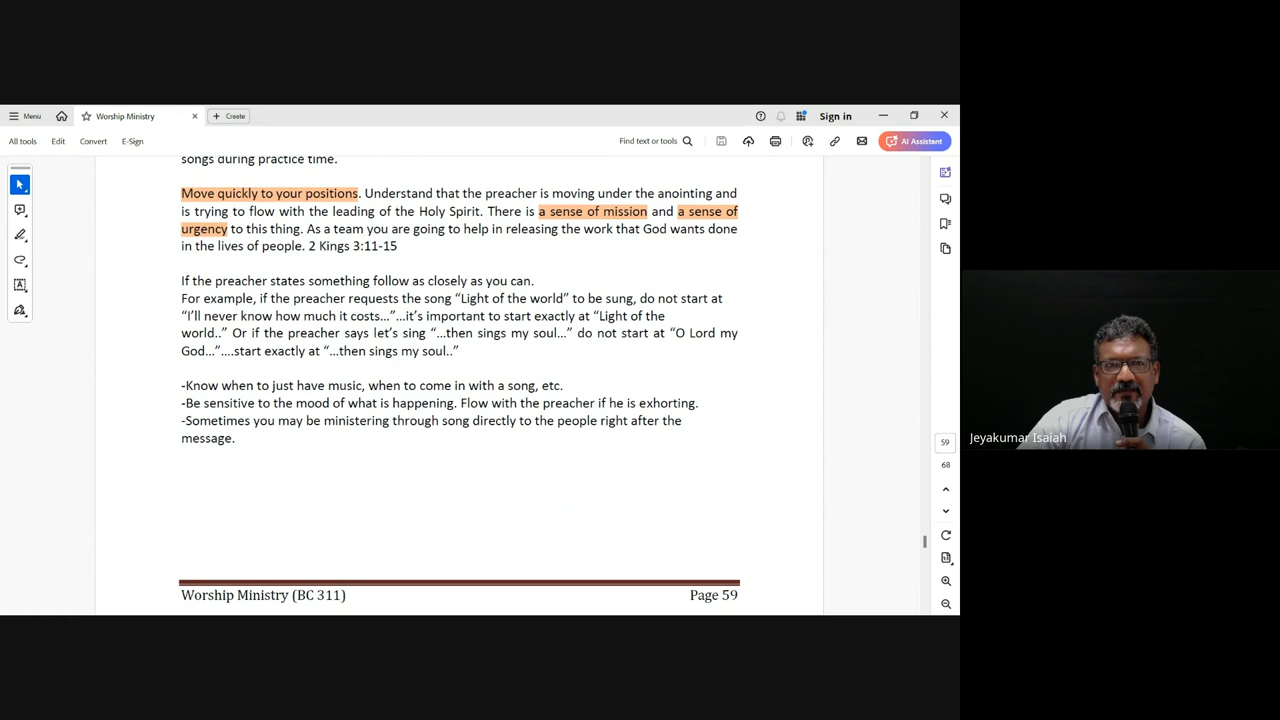 Menu
Worship Ministry
Create
Sign in
All tools
Edit
Convert
E-Sign
Find text or tools
AI Assistant
songs during practice time.
Move quickly to your positions. Understand that the preacher is moving under the anointing and
is trying to flow with the leading of the Holy Spirit. There is a sense of mission and a sense of
urgency to this thing. As a team you are going to help in releasing the work that God wants done
in the lives of people. 2 Kings 3:11-15
If the preacher states something follow as closely as you can.
For example, if the preacher requests the song “Light of the world” to be sung, do not start at
“I’ll never know how much it costs…”…it’s important to start exactly at “Light of the
world..” Or if the preacher says let’s sing “…then sings my soul…” do not start at “O Lord my
God…”….start exactly at “…then sings my soul..”
-Know when to just have music, when to come in with a song, etc.
-Be sensitive to the mood of what is happening. Flow with the preacher if he is exhorting.
-Sometimes you may be ministering through song directly to the people right after the
message.
Worship Ministry (BC 311)
Page 59
59
68
Jeyakumar Isaiah